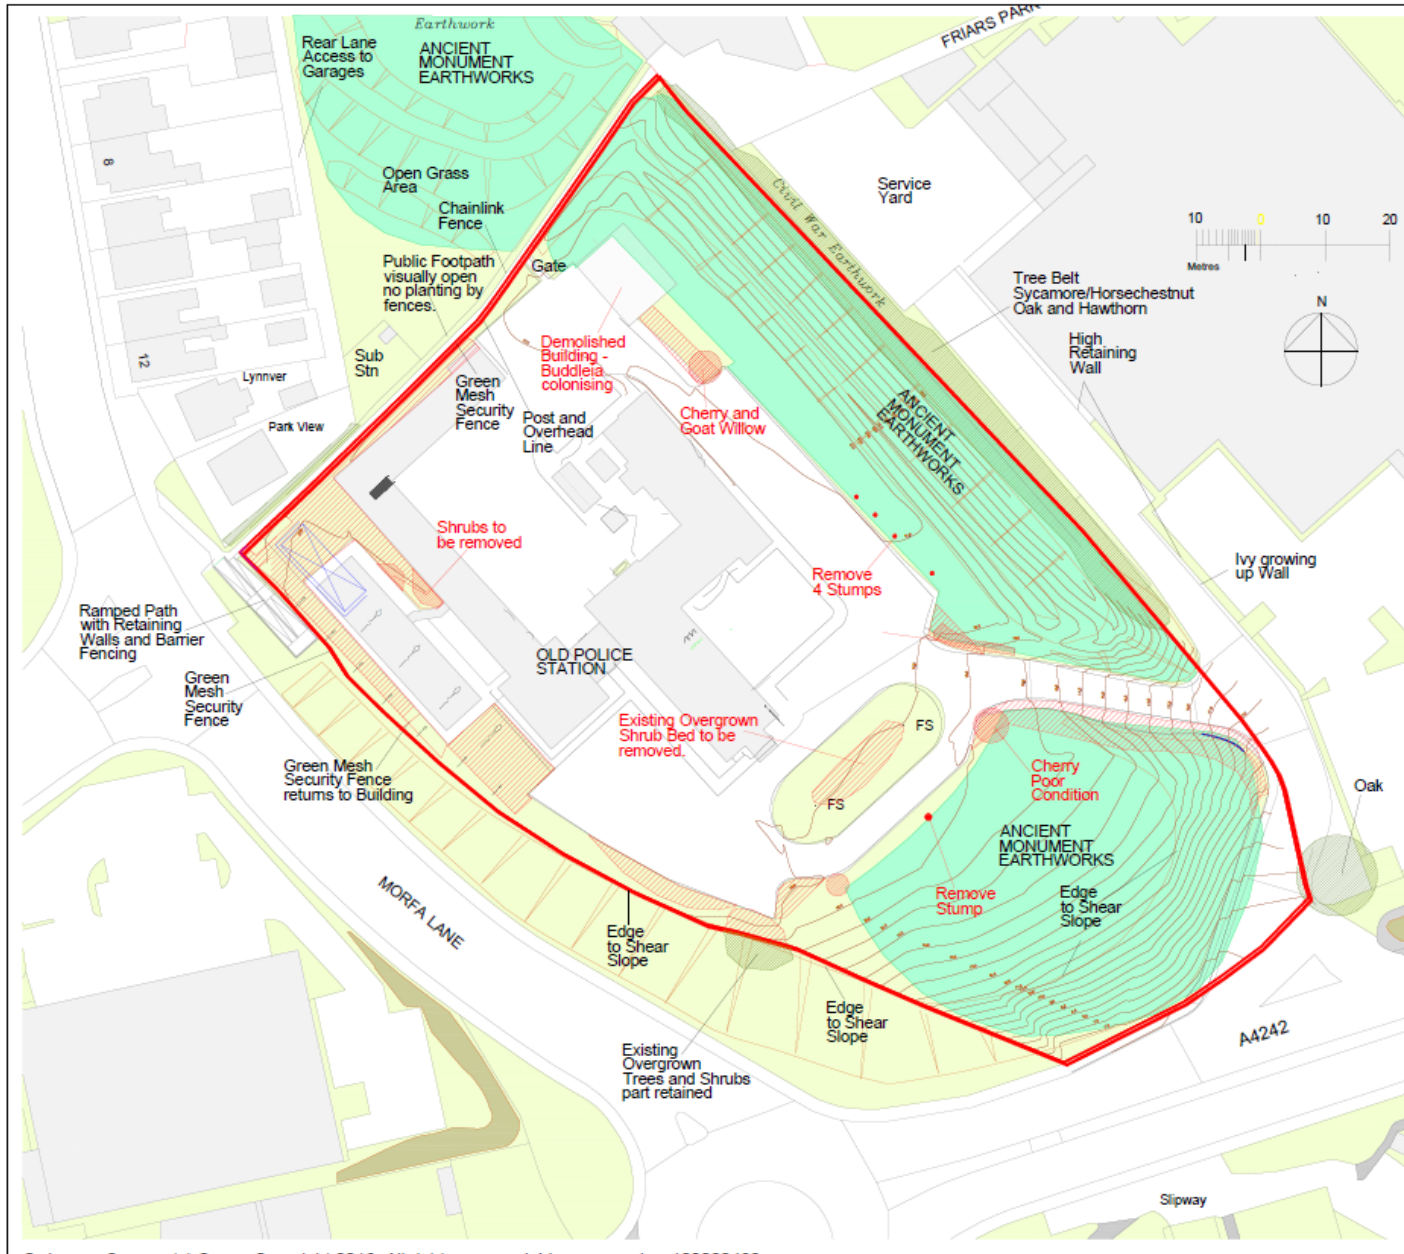 Earthwork
ANCIENT
MONUMENT
EARTHWORKS
Rear Lane
Access to
Garages
FRIARS PARK
8
Open Grass
Area
Chainlink
Fence
Service
Yard
Civil War Earthwork
10 0 10 20
Metres
Public Footpath
visually open
no planting by
fences.
Gate
Tree Belt
Sycamore/Horsechestnut
Oak and Hawthorn
N
High
Retaining
Wall
12
Sub
Stn
Lynnver
Demolished
Building -
Buddleia
colonising
Green
Mesh
Security
Fence
Post and
Overhead
Line
Cherry and
Goat Willow
ANCIENT
MONUMENT
EARTHWORKS
Park View
Shrubs to
be removed
Remove
4 Stumps
Ivy growing
up Wall
Ramped Path
with Retaining
Walls and Barrier
Fencing
OLD POLICE
STATION
Green
Mesh
Security
Fence
Existing Overgrown
Shrub Bed to be
removed.
FS
FS
Green Mesh
Security Fence
returns to Building
Cherry
Poor
Condition
Oak
ANCIENT
MONUMENT
EARTHWORKS
MORFA LANE
Remove
Stump
Edge
to Shear
Slope
Edge
to Shear
Slope
Edge
to Shear
Slope
A4242
Existing
Overgrown
Trees and Shrubs
part retained
Slipway